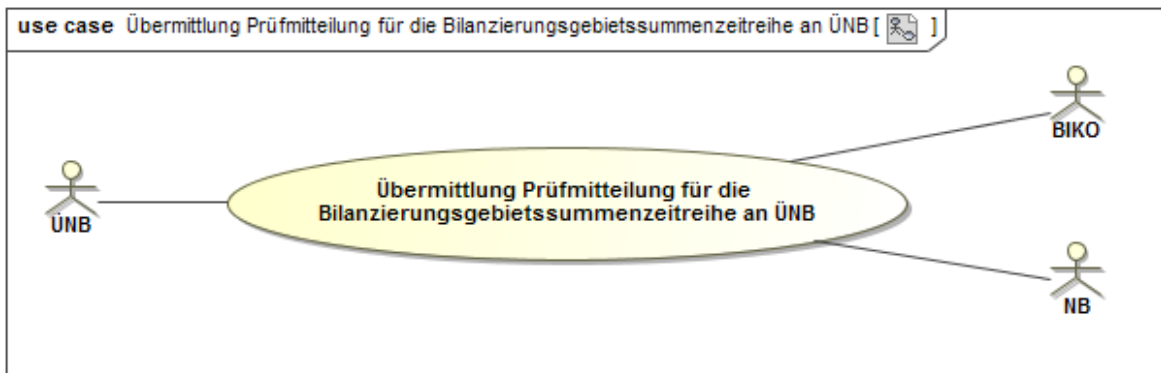 use case Übermittlung Prüfmitteilung für die Bilanzierungsgebietssummenzeitreihe an ÜNB [ ]
BIKO
Übermittlung Prüfmitteilung für die
Bilanzierungsgebietssummenzeitreihe an ÜNB
ÜNB
NB